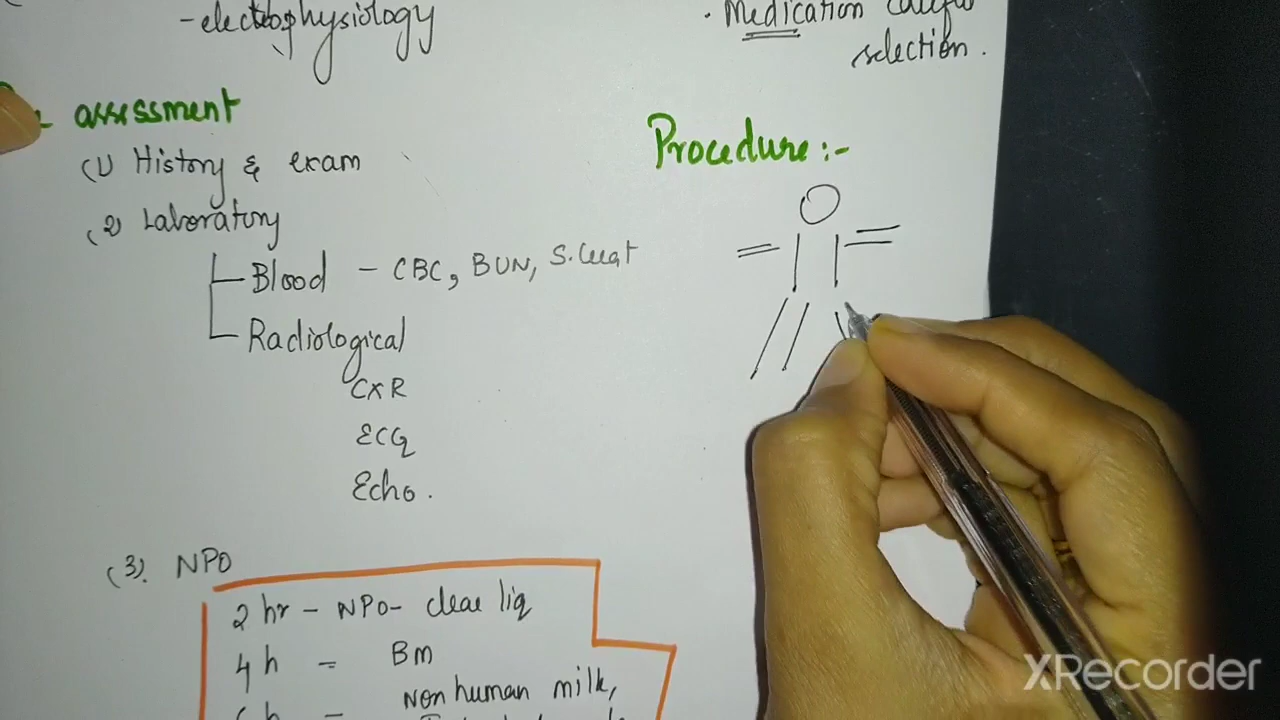 -electrophysiology
assessment
(1) History & exam
(2) Laboratory
Blood - CBC, BUN, S.Creat
Radiological
CXR
ECG
Echo.
(3). NPO
2 hr - NPO- clear liq
4 h = Bm
6 h = Non human milk,
. Medication
selection.
Procedure:-
XRecorder